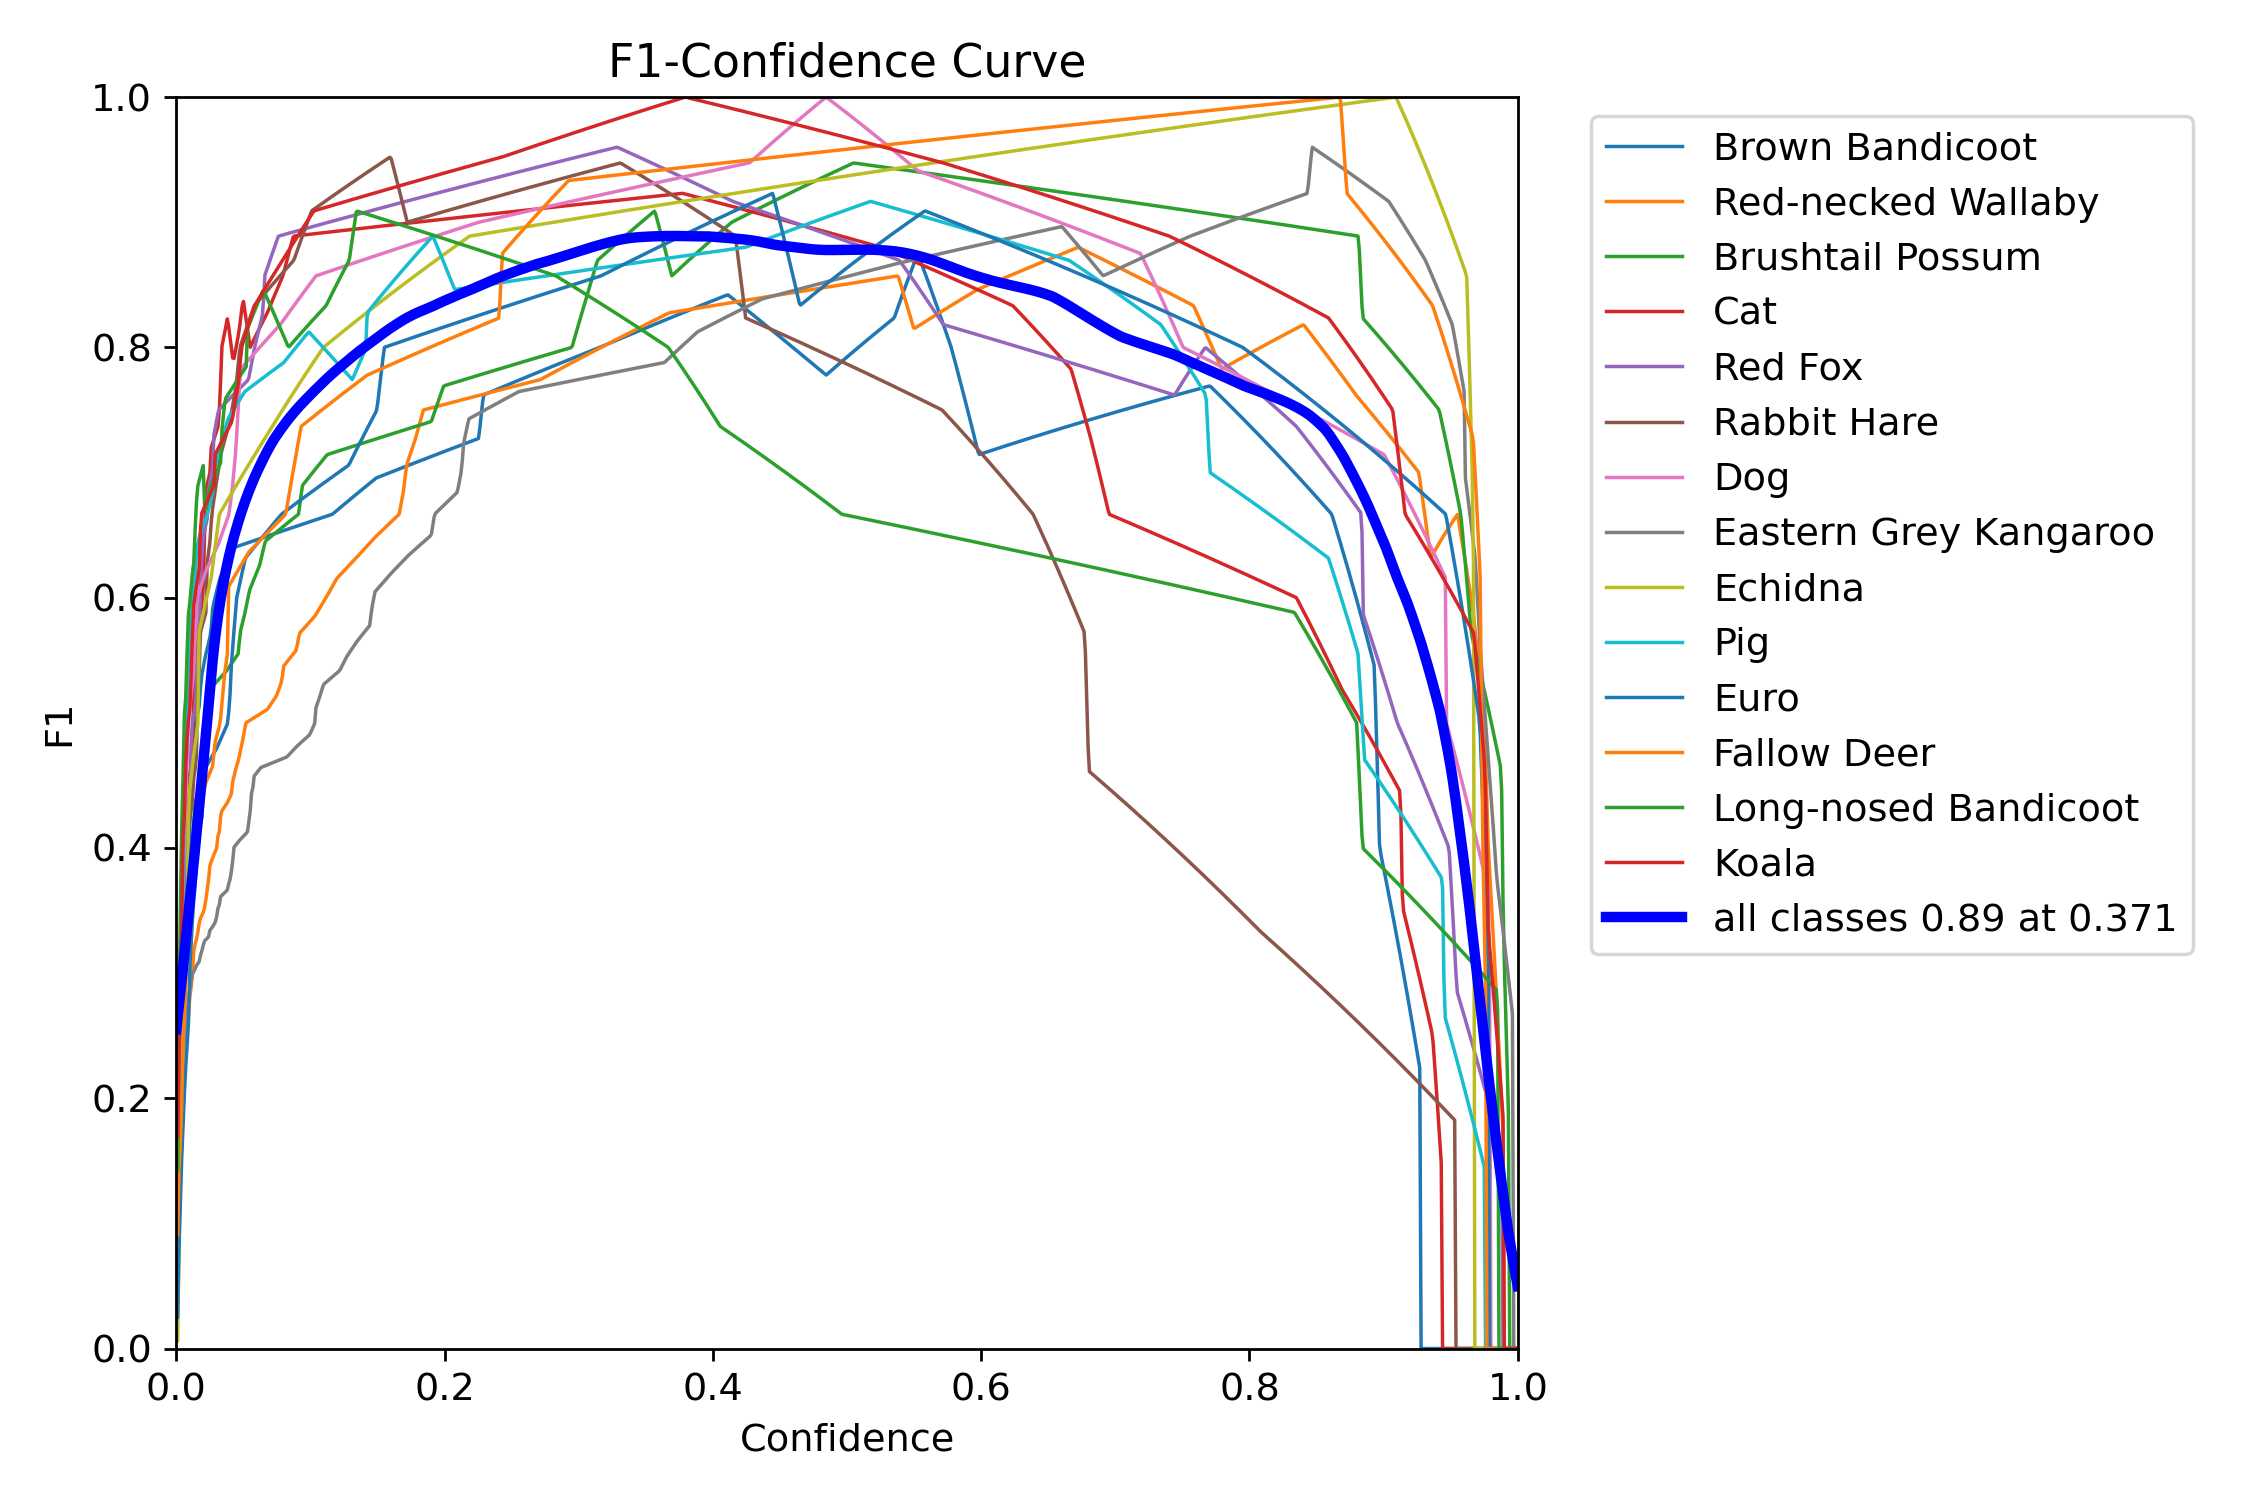 F1-Confidence Curve
1.0
0.8
0.6
0.4
0.2
0.0
F1
0.0 0.2 0.4 0.6 0.8 1.0
Confidence
Brown Bandicoot
Red-necked Wallaby
Brushtail Possum
Cat
Red Fox
Rabbit Hare
Dog
Eastern Grey Kangaroo
Echidna
Pig
Euro
Fallow Deer
Long-nosed Bandicoot
Koala
all classes 0.89 at 0.371